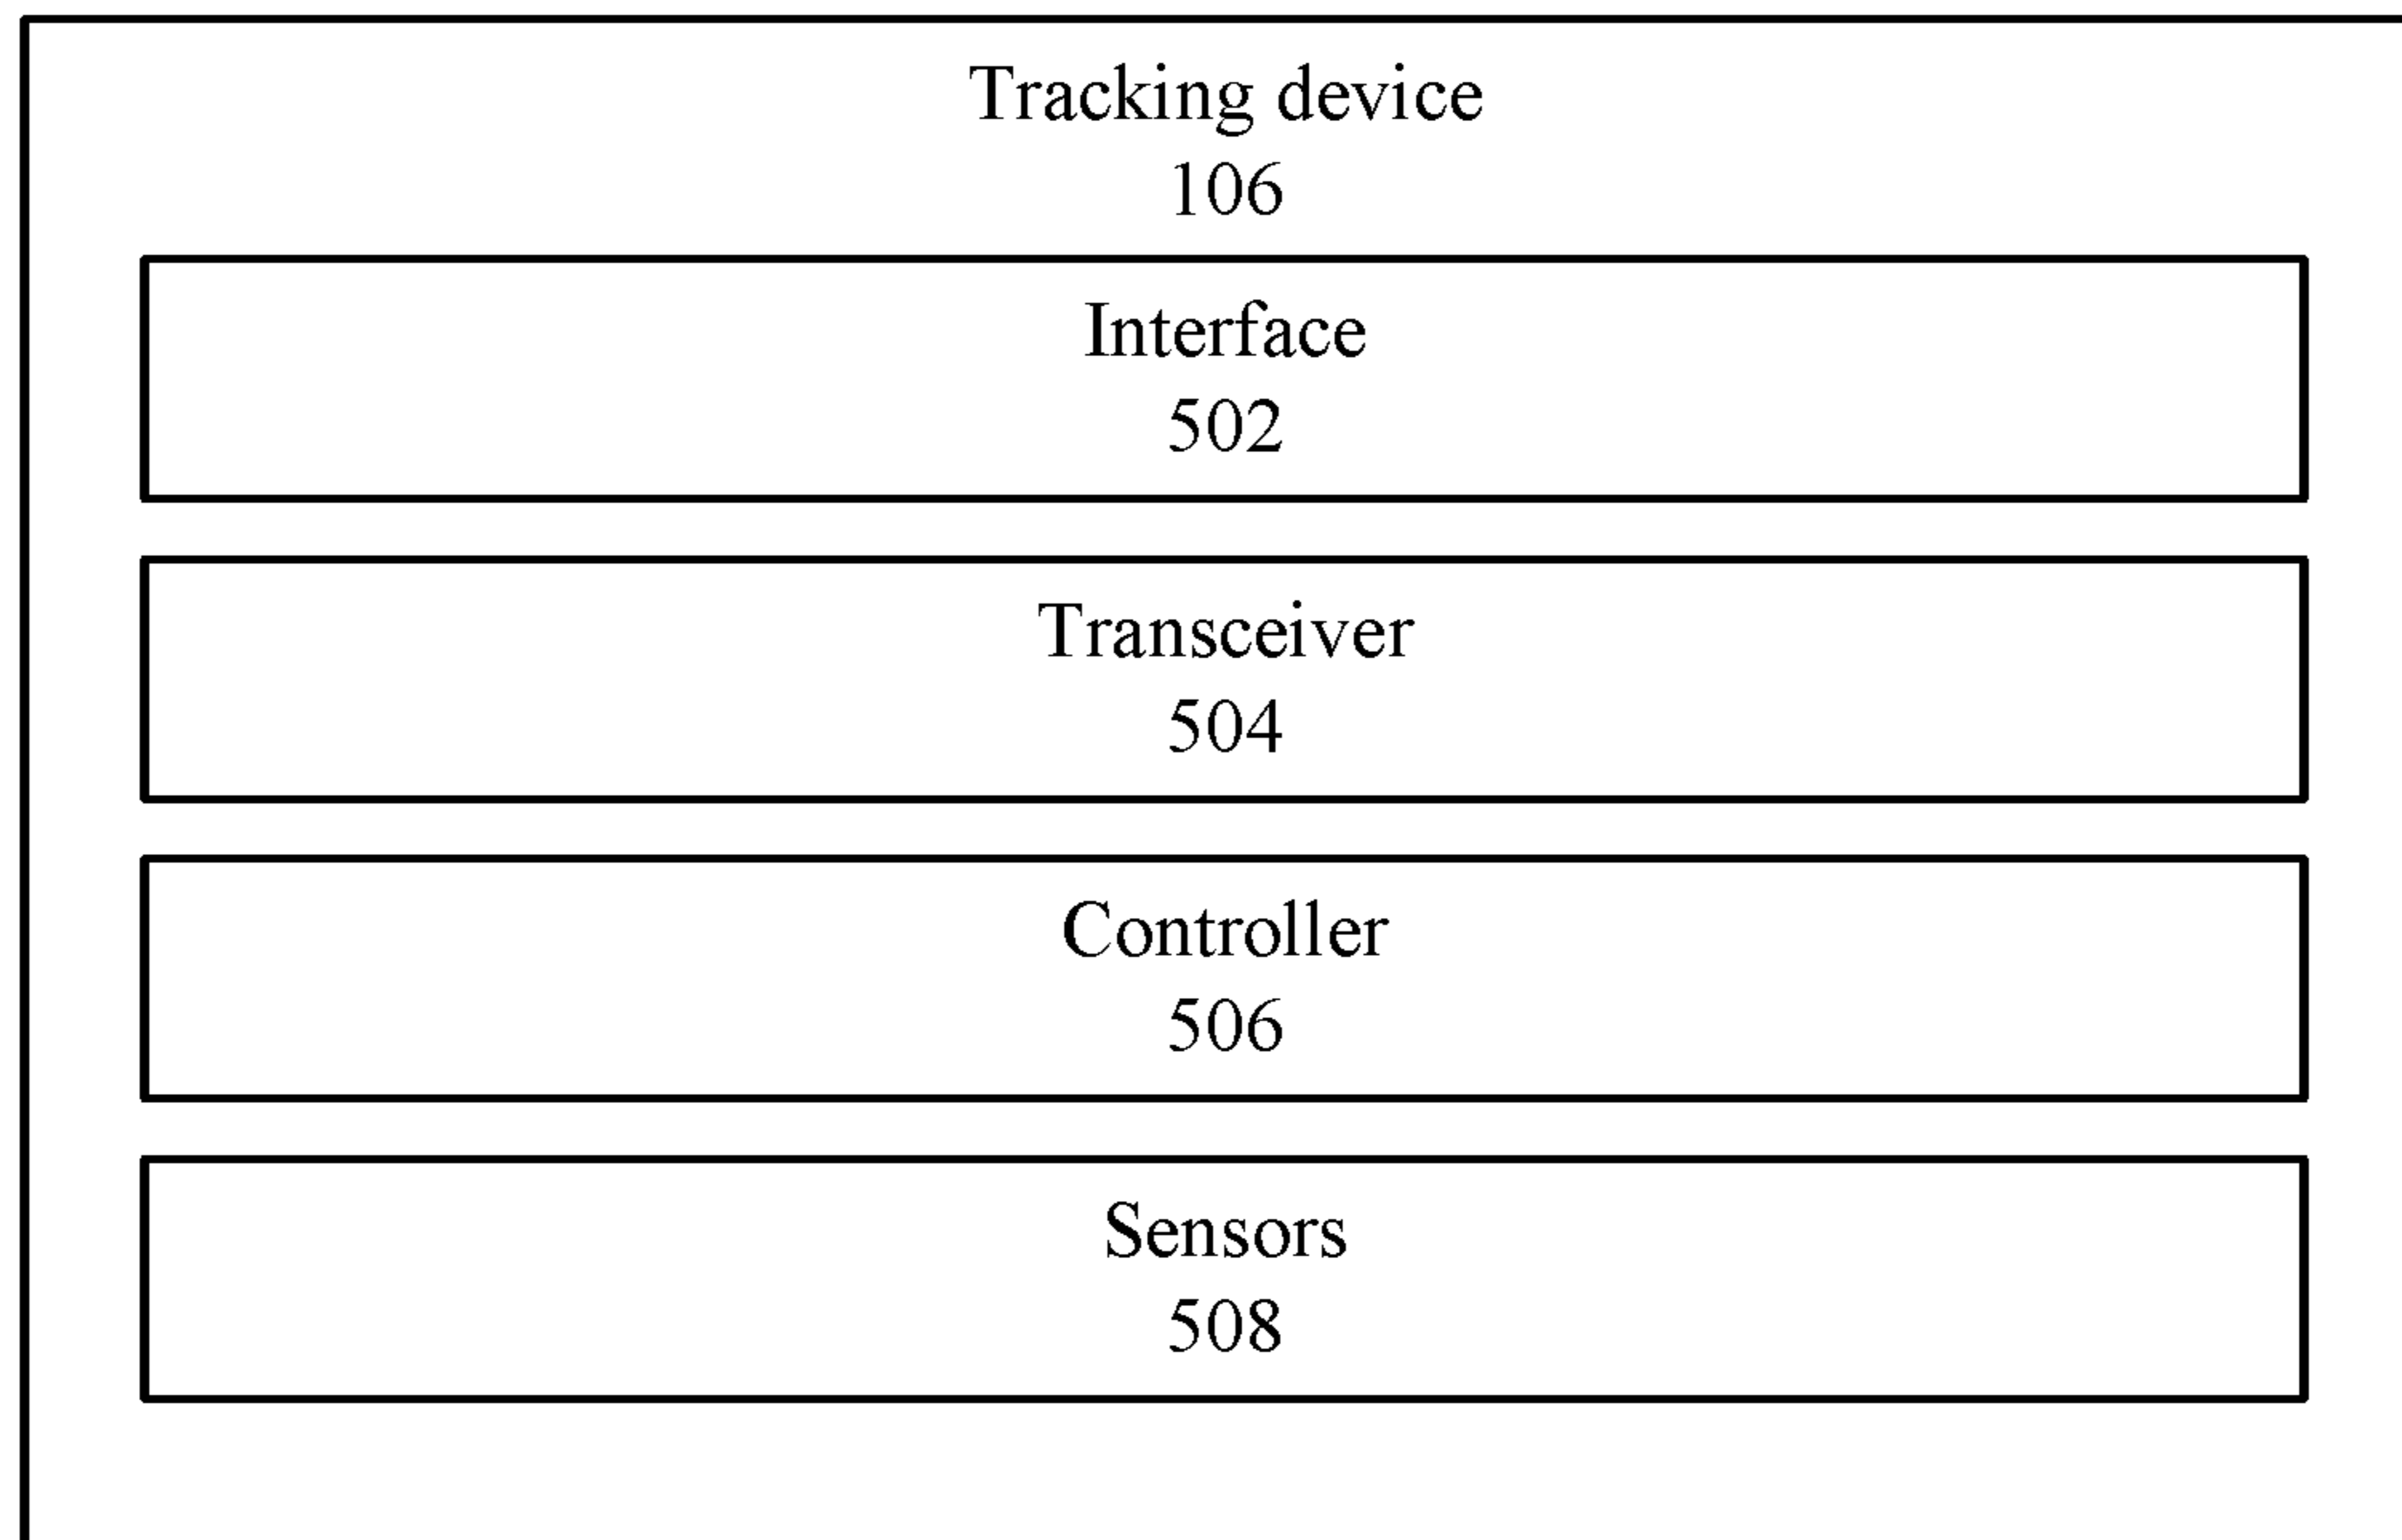 Tracking device
106
Interface
502
Transceiver
504
Controller
506
Sensors
508